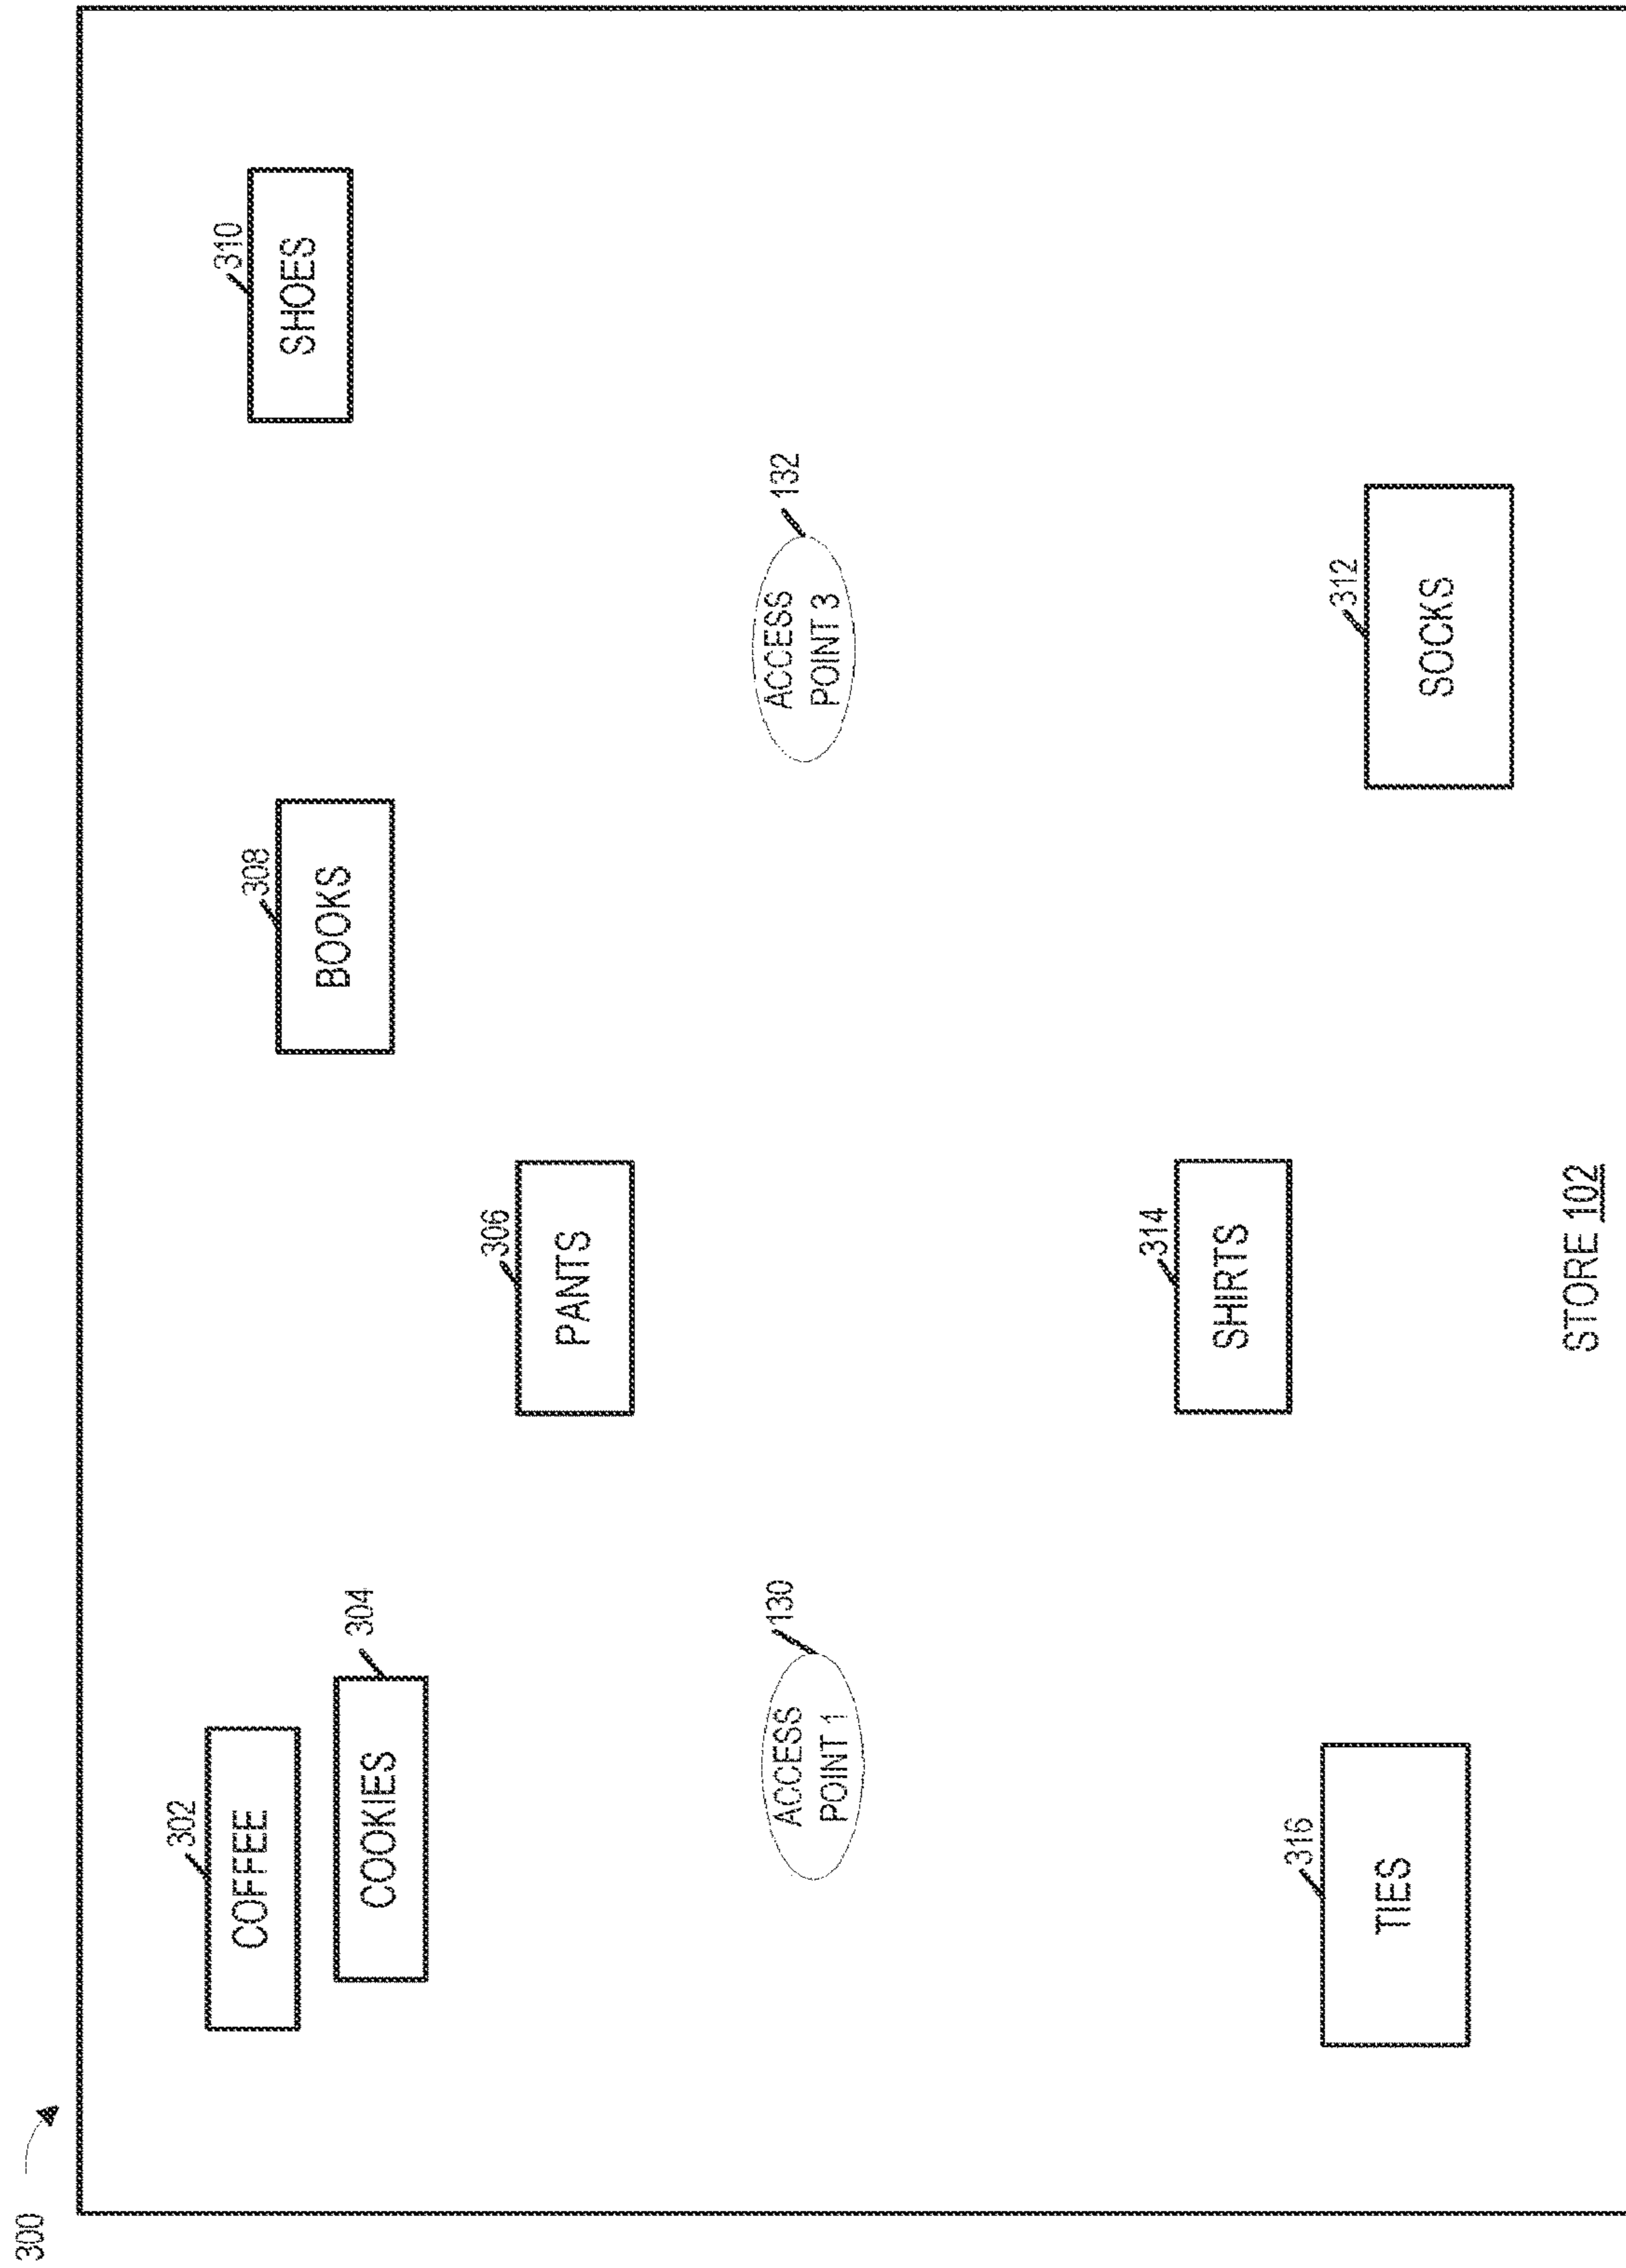 300
302
COFFEE
304
COOKIES
306
PANTS
308
BOOKS
310
SHOES
130
ACCESS
POINT 1
132
ACCESS
POINT 3
316
TIES
314
SHIRTS
312
SOCKS
STORE 102